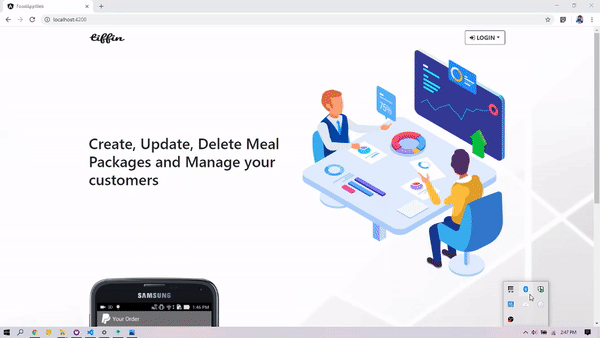 FoodAppWeb
localhost:4200
tiffin
LOGIN
75%
Create, Update, Delete Meal
Packages and Manage your
customers
SAMSUNG
1:46 PM
Your Order
2:47 PM